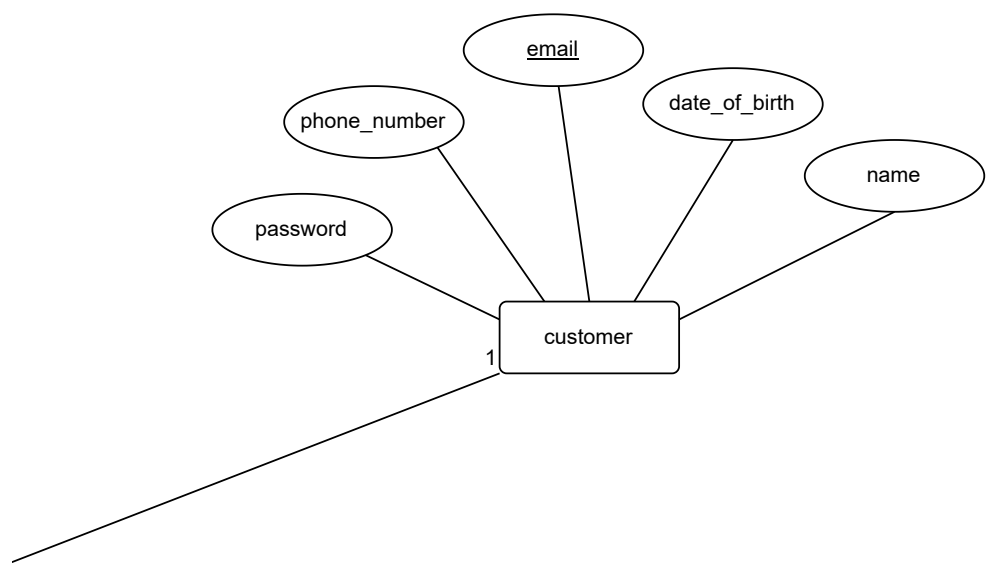 email
date_of_birth
phone_number
name
password
customer
1